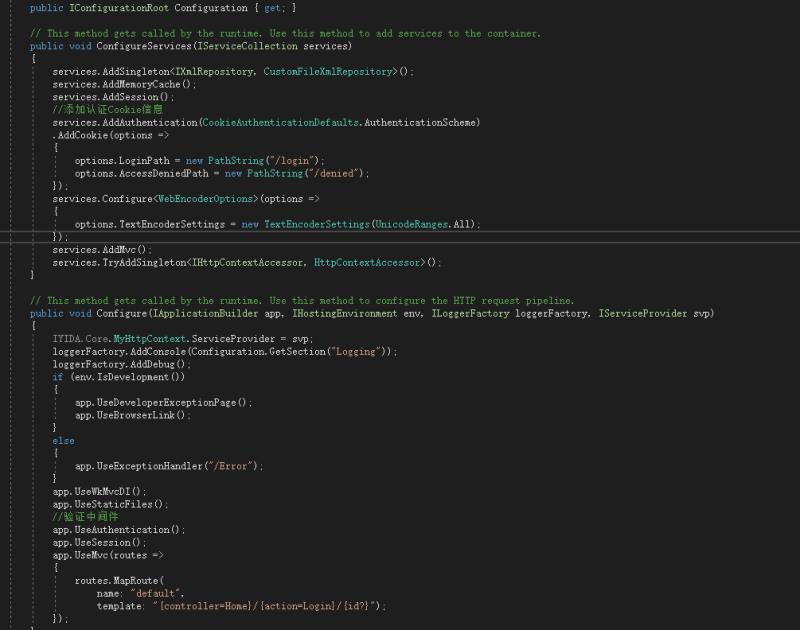 public IConfigurationRoot Configuration { get; }
// This method gets called by the runtime. Use this method to add services to the container.
public void ConfigureServices(IServiceCollection services)
{
services.AddSingleton<IXmlRepository, CustomFileXmlRepository>();
services.AddMemoryCache();
services.AddSession();
//添加认证Cookie信息
services.AddAuthentication(CookieAuthenticationDefaults.AuthenticationScheme)
.AddCookie(options =>
{
options.LoginPath = new PathString("/login");
options.AccessDeniedPath = new PathString("/denied");
});
services.Configure<WebEncoderOptions>(options =>
{
options.TextEncoderSettings = new TextEncoderSettings(UnicodeRanges.All);
});
services.AddMvc();
services.TryAddSingleton<IHttpContextAccessor, HttpContextAccessor>();
}
// This method gets called by the runtime. Use this method to configure the HTTP request pipeline.
public void Configure(IApplicationBuilder app, IHostingEnvironment env, ILoggerFactory loggerFactory, IServiceProvider svp)
{
IYIDA.Core.MyHttpContext.ServiceProvider = svp;
loggerFactory.AddConsole(Configuration.GetSection("Logging"));
loggerFactory.AddDebug();
if (env.IsDevelopment())
{
app.UseDeveloperExceptionPage();
app.UseBrowserLink();
}
else
{
app.UseExceptionHandler("/Error");
}
app.UseWkMvcDI();
app.UseStaticFiles();
//验证中间件
app.UseAuthentication();
app.UseSession();
app.UseMvc(routes =>
{
routes.MapRoute(
name: "default",
template: "{controller=Home}/{action=Login}/{id?}");
});